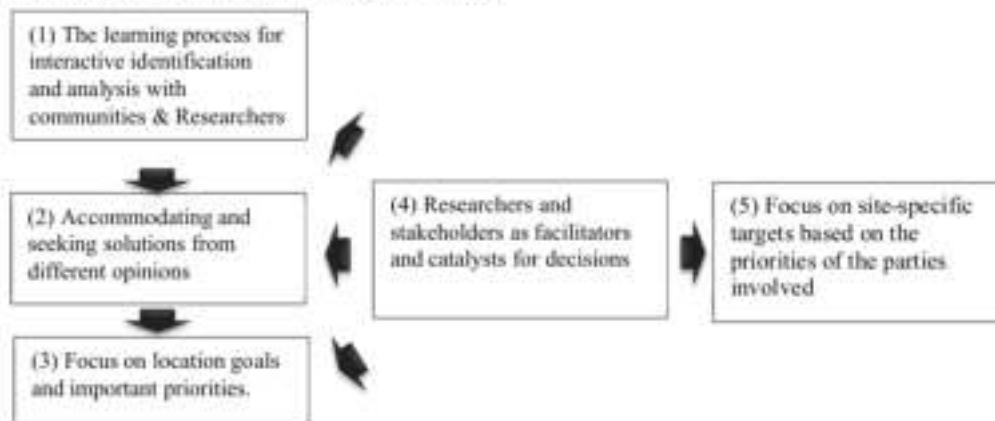 (1) The learning process for
interactive identification
and analysis with
communities & Researchers
(2) Accommodating and
seeking solutions from
different opinions
(3) Focus on location goals
and important priorities.
(4) Researchers and
stakeholders as facilitators
and catalysts for decisions
(5) Focus on site-specific
targets based on the
priorities of the parties
involved